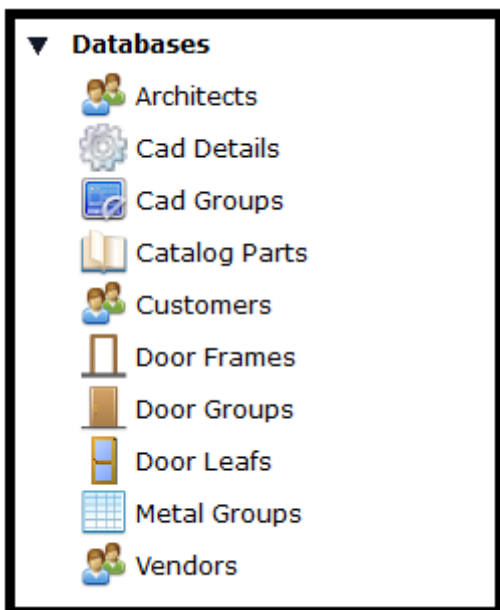 Databases
Architects
Cad Details
Cad Groups
Catalog Parts
Customers
Door Frames
Door Groups
Door Leafs
Metal Groups
Vendors